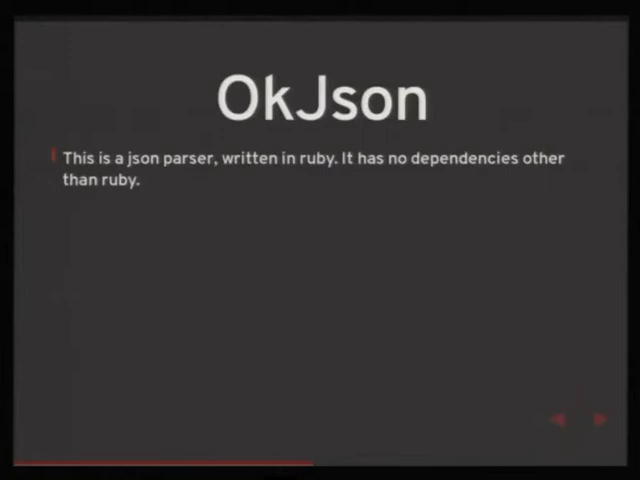 OkJson
This is a json parser, written in ruby. It has no dependencies other
than ruby.